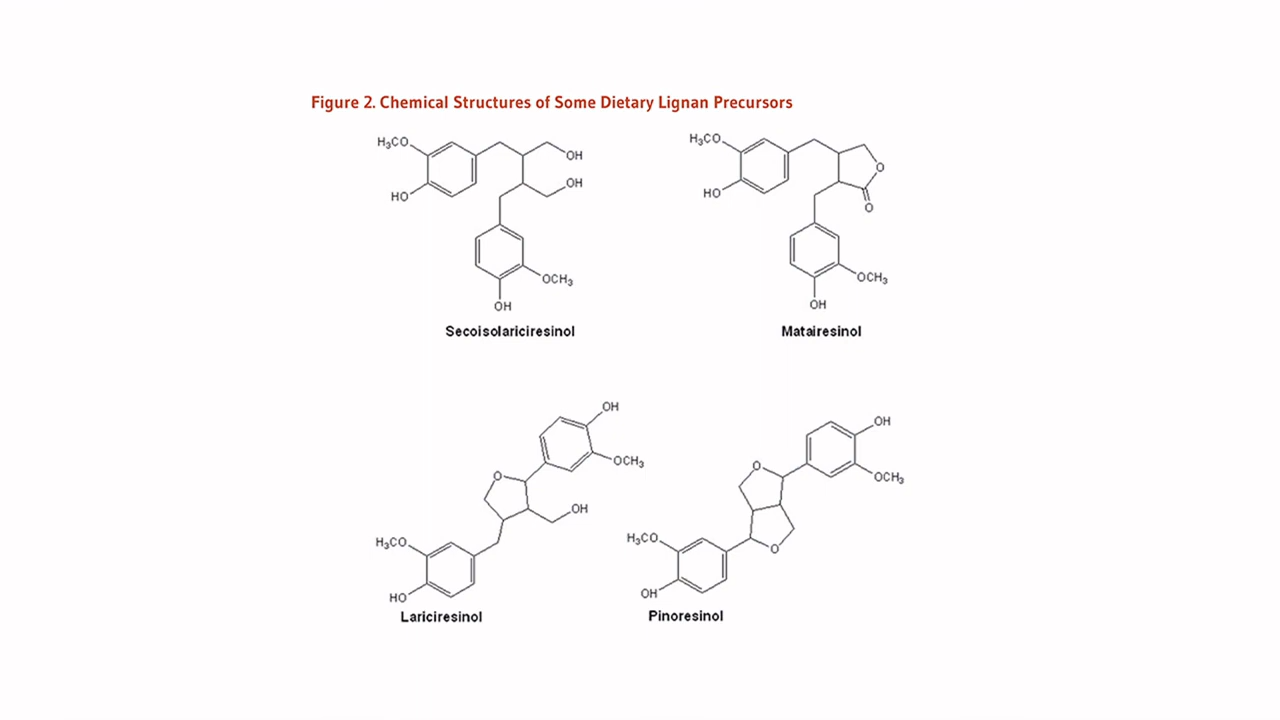 Figure 2. Chemical Structures of Some Dietary Lignan Precursors
H₃CO
OH
HO
OH
OCH₃
OH
Secoisolariciresinol
H₃CO
O
HO
O
OCH₃
OH
Matairesinol
OH
OCH₃
O
OH
H₃CO
HO
Lariciresinol
OH
O
OCH₃
H₃CO
O
OH
Pinoresinol